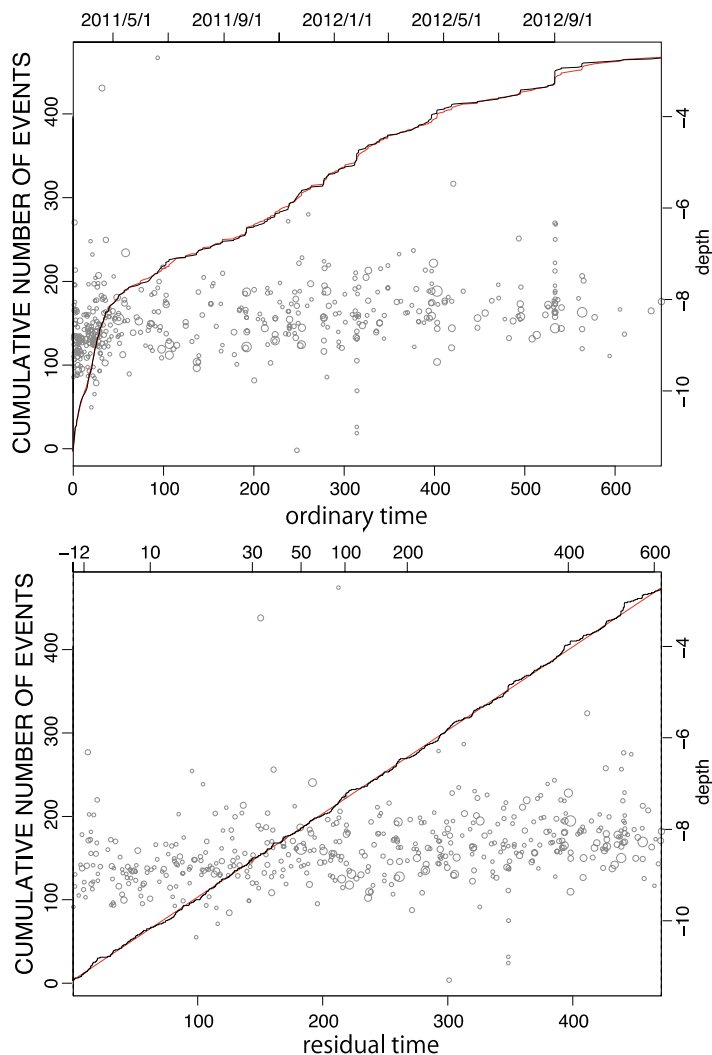 2011/5/1 2011/9/1 2012/1/1 2012/5/1 2012/9/1
CUMULATIVE NUMBER OF EVENTS
0 100 200 300 400
−4 −6 −8 −10
depth
0 100 200 300 400 500 600
ordinary time
−12 10 30 50 100 200 400 600
CUMULATIVE NUMBER OF EVENTS
0 100 200 300 400
−4 −6 −8 −10
depth
100 200 300 400
residual time